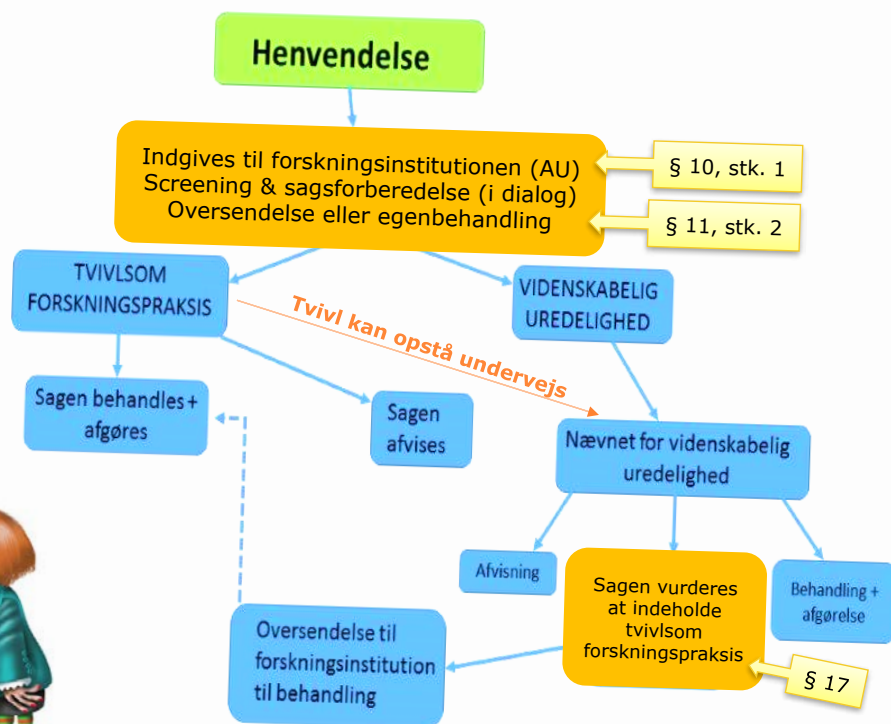 Henvendelse
Indgives til forskningsinstitutionen (AU)
Screening & sagsforberedelse (i dialog)
Oversendelse eller egenbehandling
§ 10, stk. 1
§ 11, stk. 2
TVIVLSOM
FORSKNINGSPRAKSIS
VIDENSKABELIG
UREDELIGHED
Tvivl kan opstå undervejs
Sagen behandles +
afgøres
Sagen
afvises
Nævnet for videnskabelig
uredelighed
Afvisning
Sagen vurderes
at indeholde
tvivlsom
forskningspraksis
Behandling +
afgørelse
§ 17
Oversendelse til
forskningsinstitution
til behandling